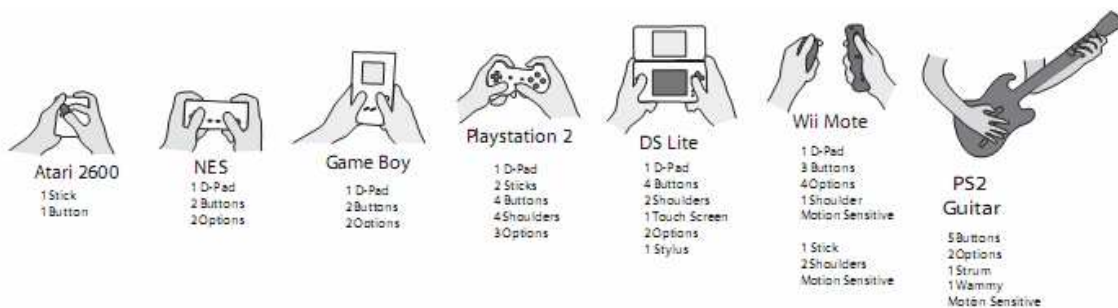 Atari 2600
1 Stick
1 Button
NES
1 D-Pad
2 Buttons
2 Options
Game Boy
1 D-Pad
2 Buttons
2 Options
Playstation 2
1 D-Pad
2 Sticks
4 Buttons
4 Shoulders
3 Options
DS Lite
1 D-Pad
4 Buttons
2 Shoulders
1 Touch Screen
2 Options
1 Stylus
Wii Mote
1 D-Pad
3 Buttons
4 Options
1 Shoulder
Motion Sensitive
1 Stick
2 Shoulders
Motion Sensitive
PS2
Guitar
5 Buttons
2 Options
1 Strum
1 Wammy
Motion Sensitive